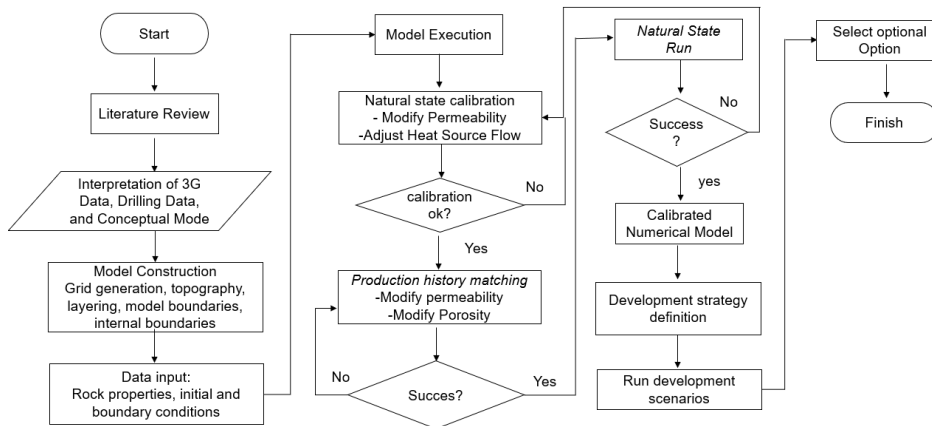 Start
Literature Review
Interpretation of 3G
Data, Drilling Data,
and Conceptual Mode
Model Construction
Grid generation, topography,
layering, model boundaries,
internal boundaries
Data input:
Rock properties, initial and
boundary conditions
Model Execution
Natural state calibration
- Modify Permeability
-Adjust Heat Source Flow
calibration
ok?
No
Yes
Production history matching
-Modify permeability
-Modify Porosity
No
Succes?
Yes
Natural State
Run
No
Success
?
yes
Calibrated
Numerical Model
Development strategy
definition
Run development
scenarios
Select optional
Option
Finish